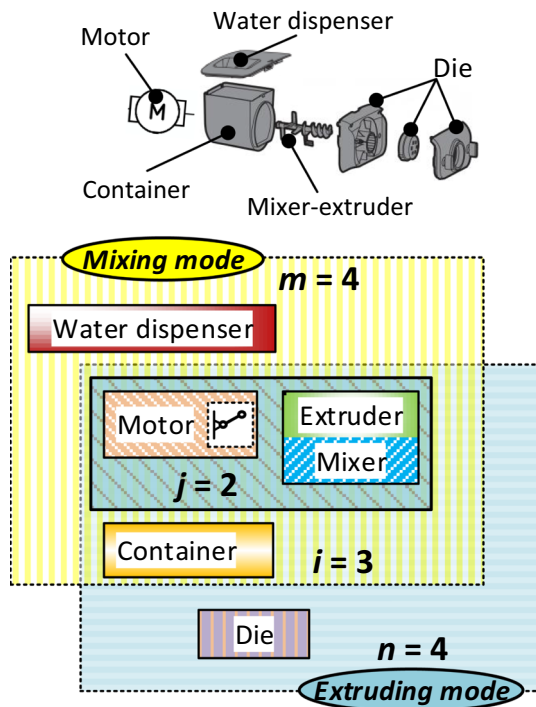 Water dispenser
Motor
Die
M
Container
Mixer-extruder
Mixing mode
m = 4
Water dispenser
Motor
Extruder
Mixer
j = 2
Container
i = 3
Die
n = 4
Extruding mode